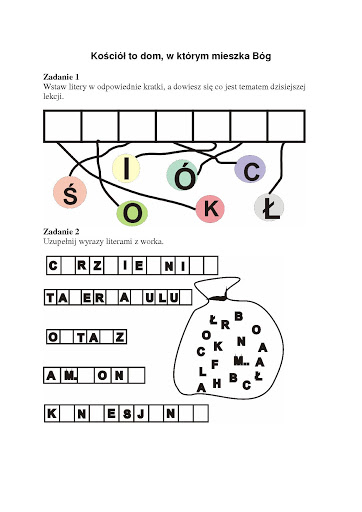 Kościół to dom, w którym mieszka Bóg
Zadanie 1
Wstaw litery w odpowiednie kratki, a dowiesz się co jest tematem dzisiejszej
lekcji.
Ś I O Ó K C Ł
Zadanie 2
Uzupełnij wyrazy literami z worka.
C RZ IE NI
TA ER A ULU
O TA Z
AM. ON
K N ESJ N
Ł R B
O O
C K N A
L F M.. A
A H B C Ł